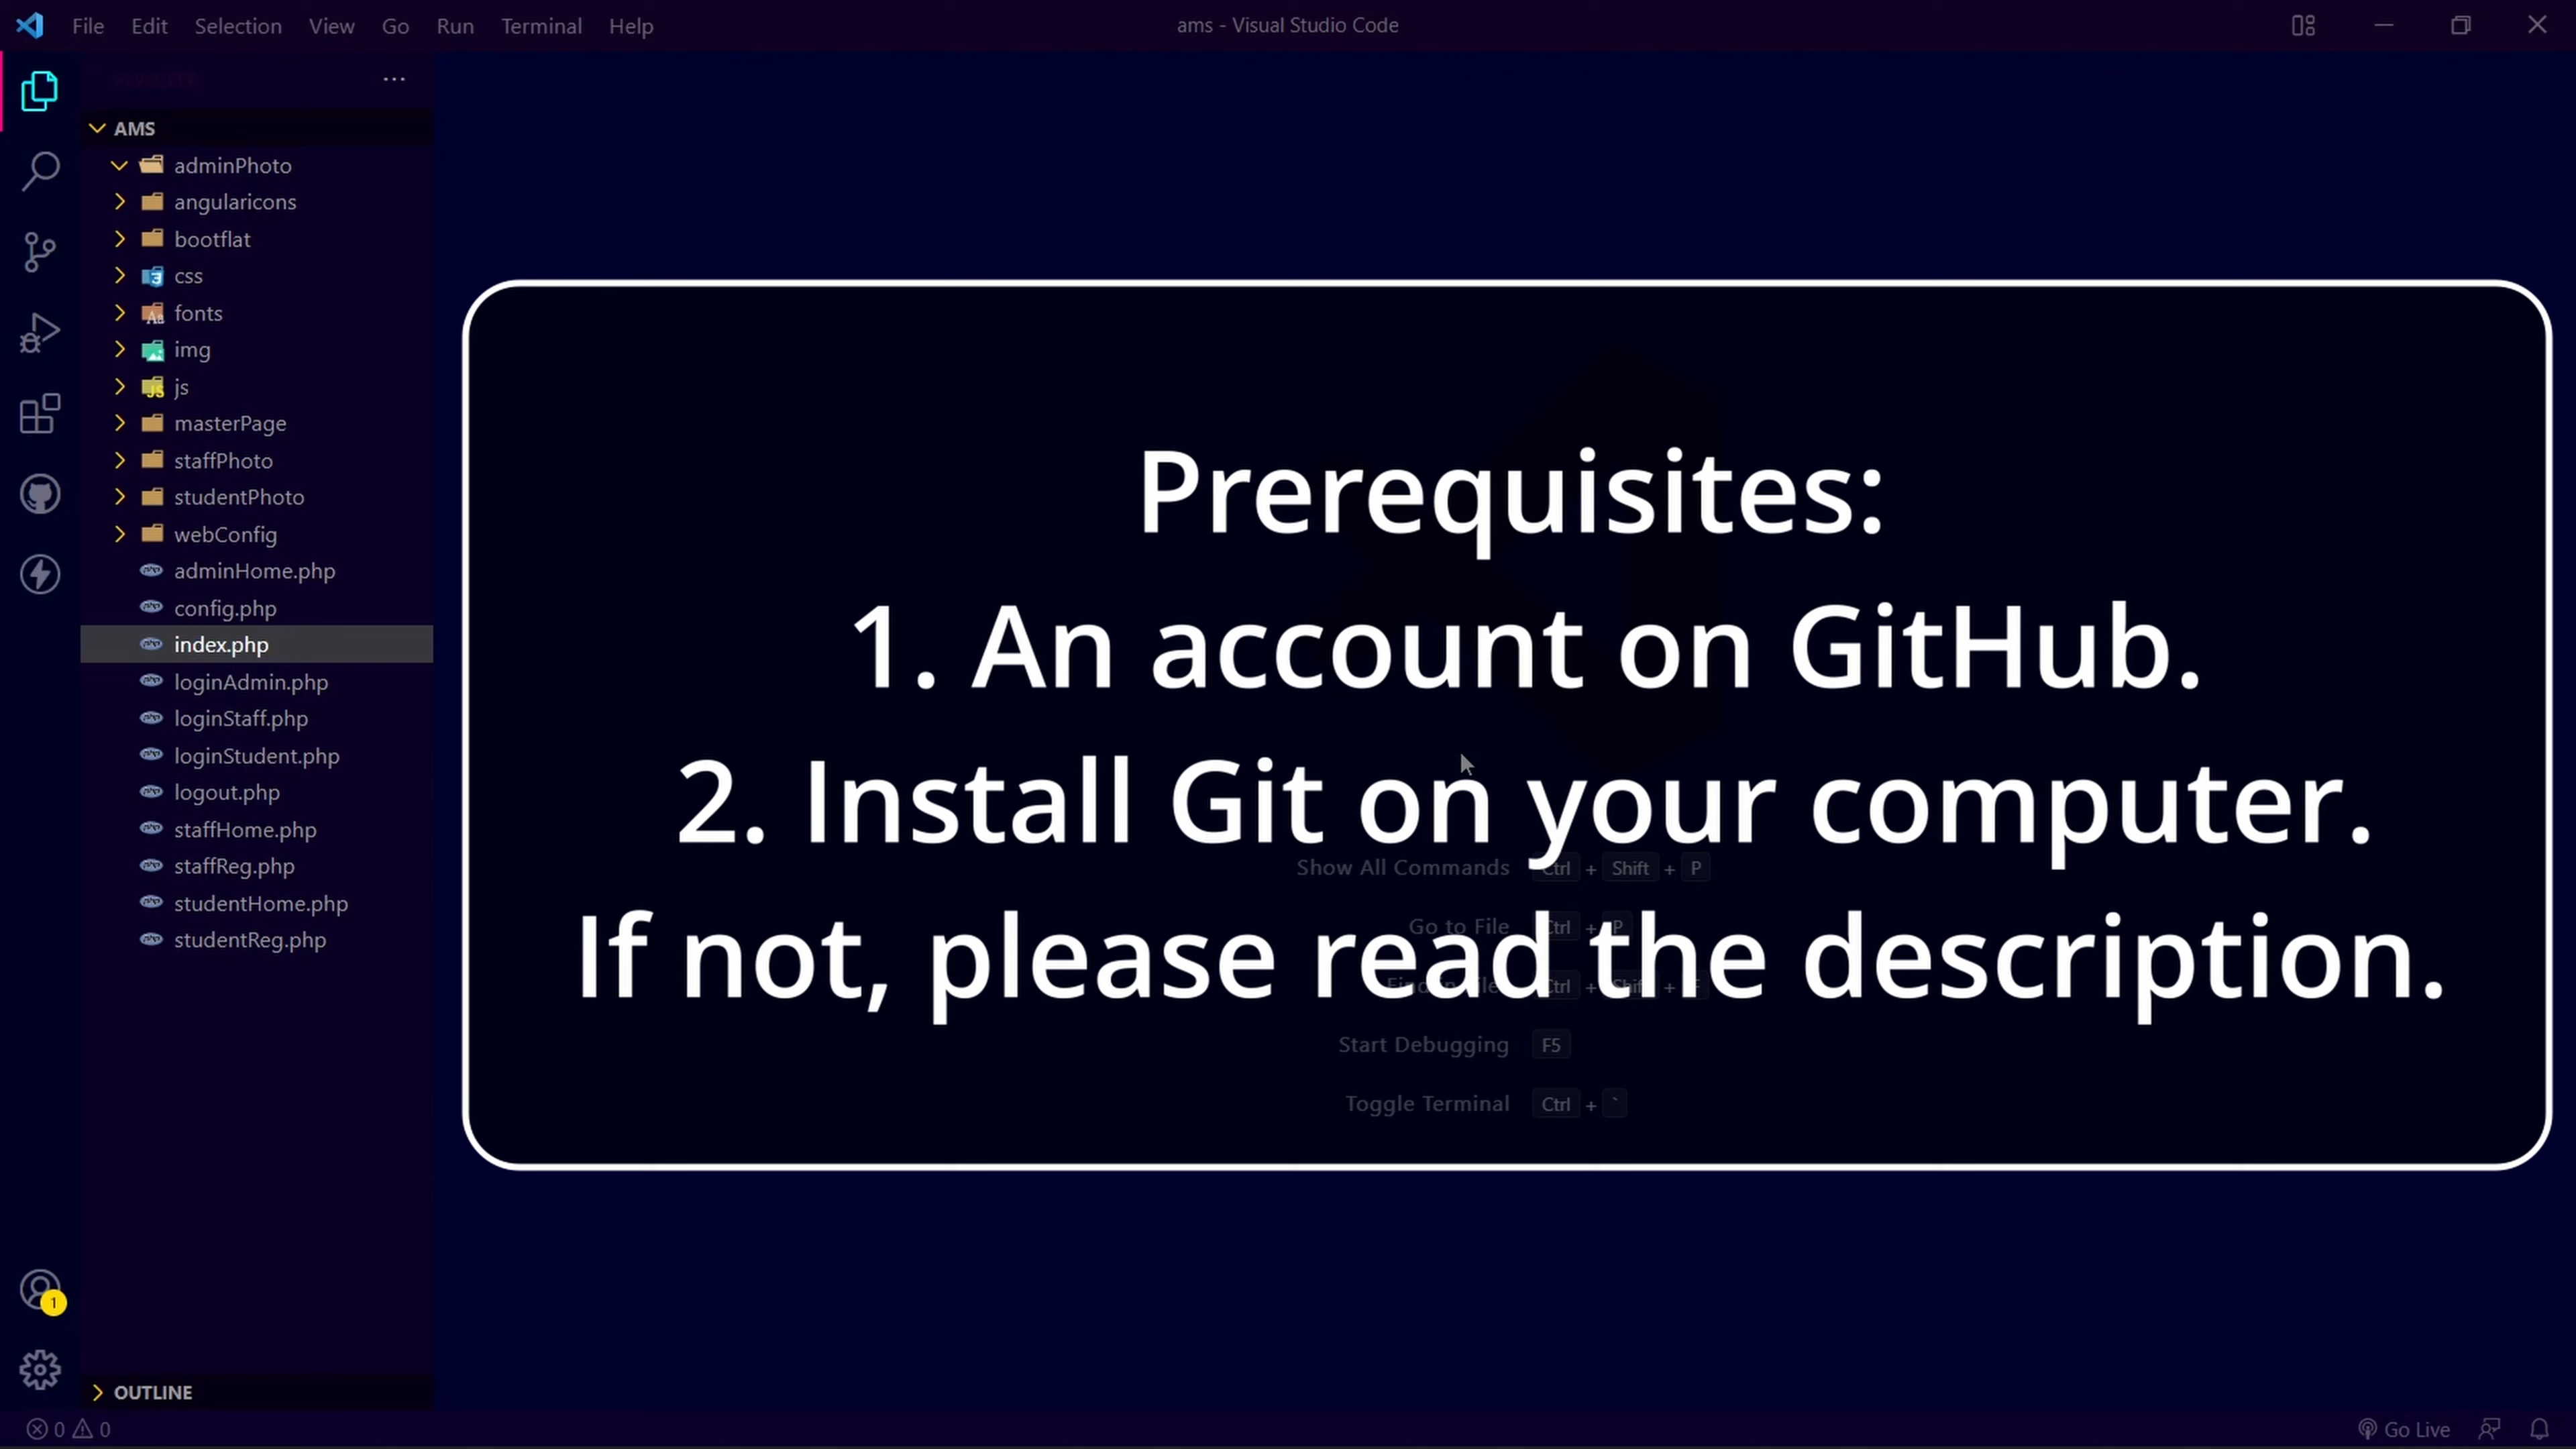 File Edit Selection View Go Run Terminal Help
ams - Visual Studio Code
AMS
adminPhoto
angularicons
bootflat
css
fonts
img
js
masterPage
staffPhoto
studentPhoto
webConfig
adminHome.php
config.php
index.php
loginAdmin.php
loginStaff.php
loginStudent.php
logout.php
staffHome.php
staffReg.php
studentHome.php
studentReg.php
OUTLINE
Prerequisites:
1. An account on GitHub.
2. Install Git on your computer.
If not, please read the description.
Show All Commands Ctrl + Shift + P
Go to File Ctrl + P
Ctrl + Shift + F
Start Debugging F5
Toggle Terminal Ctrl + `
1
0 0
Go Live